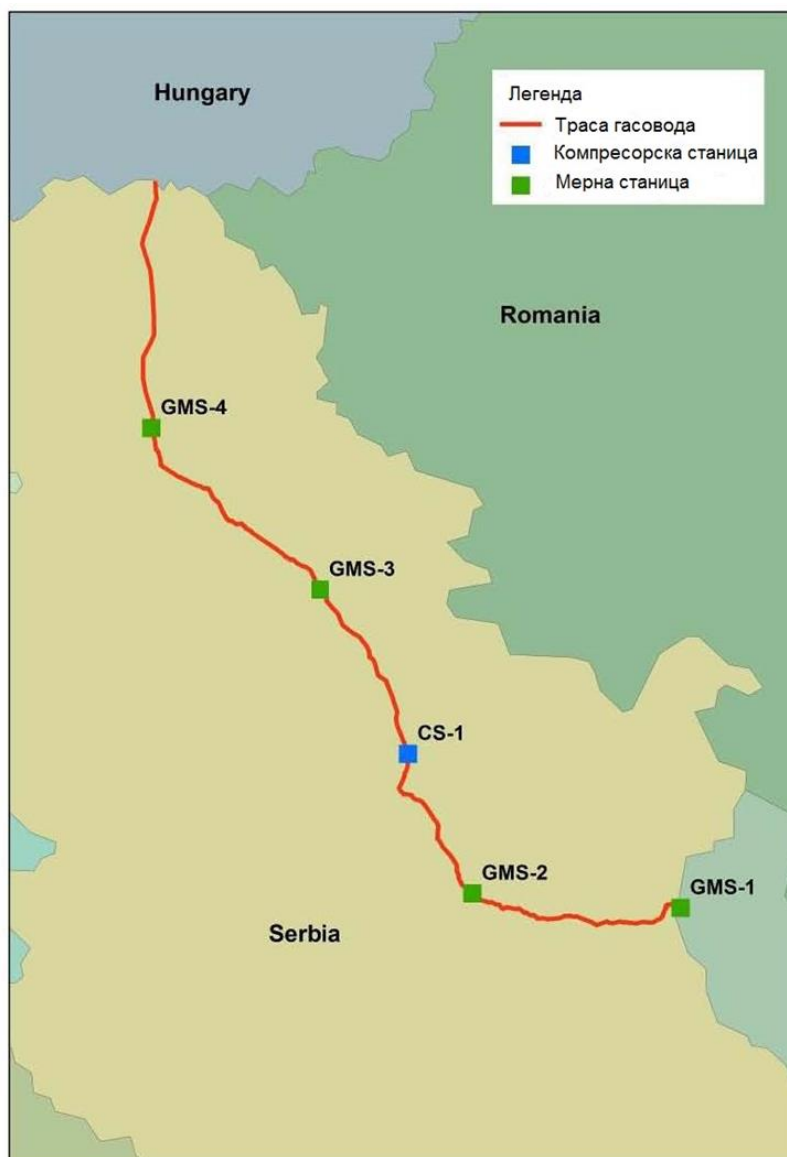 Hungary
Легенда
Траса гасовода
Компресорска станица
Мерна станица
Romania
GMS-4
GMS-3
CS-1
GMS-2
GMS-1
Serbia